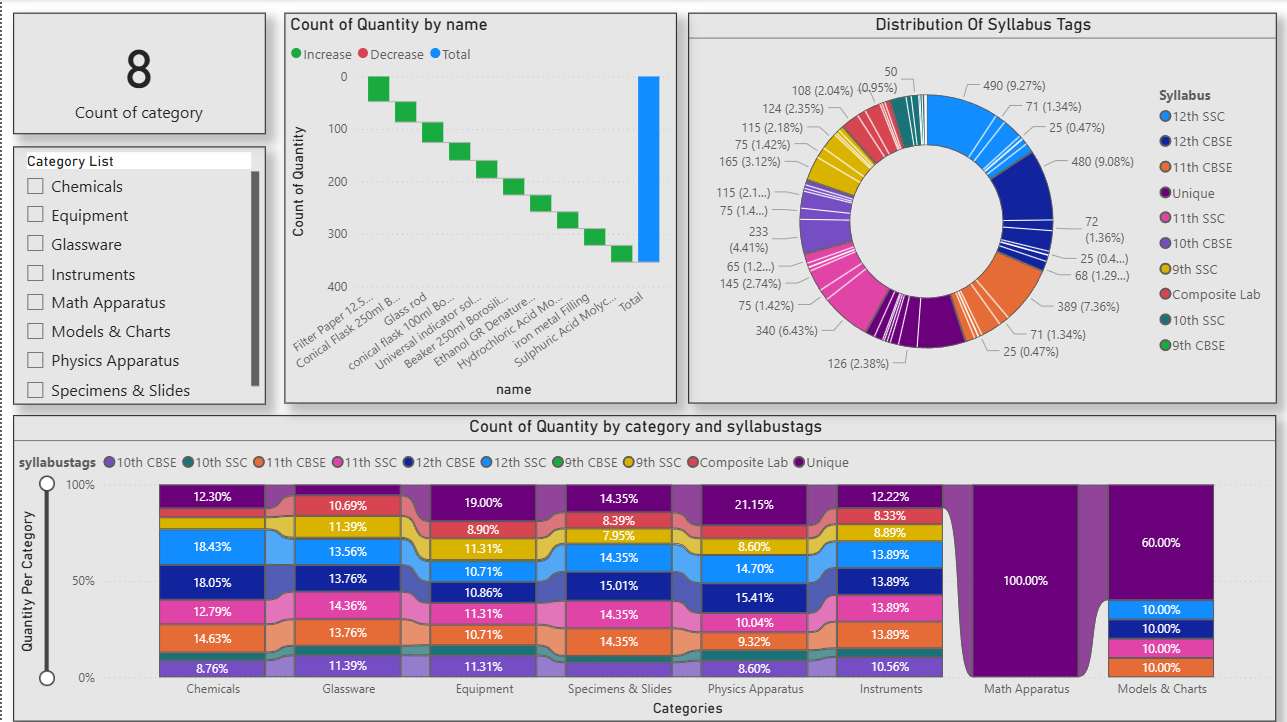 8
Count of category
Category List
Chemicals
Equipment
Glassware
Instruments
Math Apparatus
Models & Charts
Physics Apparatus
Specimens & Slides
Count of Quantity by name
Increase Decrease Total
Count of Quantity
0
100
200
300
400
Filter Paper 12.5...
Conical Flask 250ml B...
Glass rod
conical flask 100ml Bo...
Universal indicator sol...
Beaker 250ml Borosili...
Ethanol GR Denature...
Hydrochloric Acid Mo...
iron metal Filling
Sulphuric Acid Molyc...
Total
name
Distribution Of Syllabus Tags
490 (9.27%)
71 (1.34%)
25 (0.47%)
480 (9.08%)
72
(1.36%)
25 (0.4...)
68 (1.29...)
389 (7.36%)
71 (1.34%)
25 (0.47%)
126 (2.38%)
340 (6.43%)
75 (1.42%)
145 (2.74%)
65 (1.2...)
233
(4.41%)
75 (1.4...)
115 (2.1...)
165 (3.12%)
75 (1.42%)
115 (2.18%)
124 (2.35%)
108 (2.04%)
50
(0.95%)
Syllabus
12th SSC
12th CBSE
11th CBSE
Unique
11th SSC
10th CBSE
9th SSC
Composite Lab
10th SSC
9th CBSE
Count of Quantity by category and syllabustags
syllabustags 10th CBSE 10th SSC 11th CBSE 11th SSC 12th CBSE 12th SSC 9th CBSE 9th SSC Composite Lab Unique
Quantity Per Category
100%
50%
0%
12.30%
18.43%
18.05%
12.79%
14.63%
8.76%
Chemicals
10.69%
11.39%
13.56%
13.76%
14.36%
13.76%
11.39%
Glassware
19.00%
8.90%
11.31%
10.71%
10.86%
11.31%
10.71%
11.31%
Equipment
14.35%
8.39%
7.95%
14.35%
15.01%
14.35%
14.35%
Specimens & Slides
21.15%
8.60%
14.70%
15.41%
10.04%
9.32%
8.60%
Physics Apparatus
12.22%
8.33%
8.89%
13.89%
13.89%
13.89%
13.89%
10.56%
Instruments
100.00%
Math Apparatus
60.00%
10.00%
10.00%
10.00%
10.00%
Models & Charts
Categories